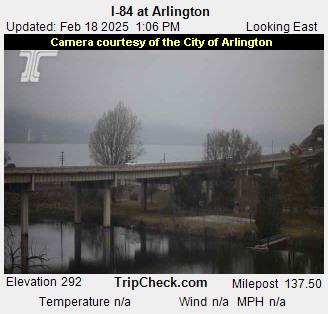 I-84 at Arlington
Updated: Feb 18 2025 1:06 PM Looking East
Camera courtesy of the City of Arlington
Elevation 292 TripCheck.com Milepost 137.50
Temperature n/a Wind n/a MPH n/a